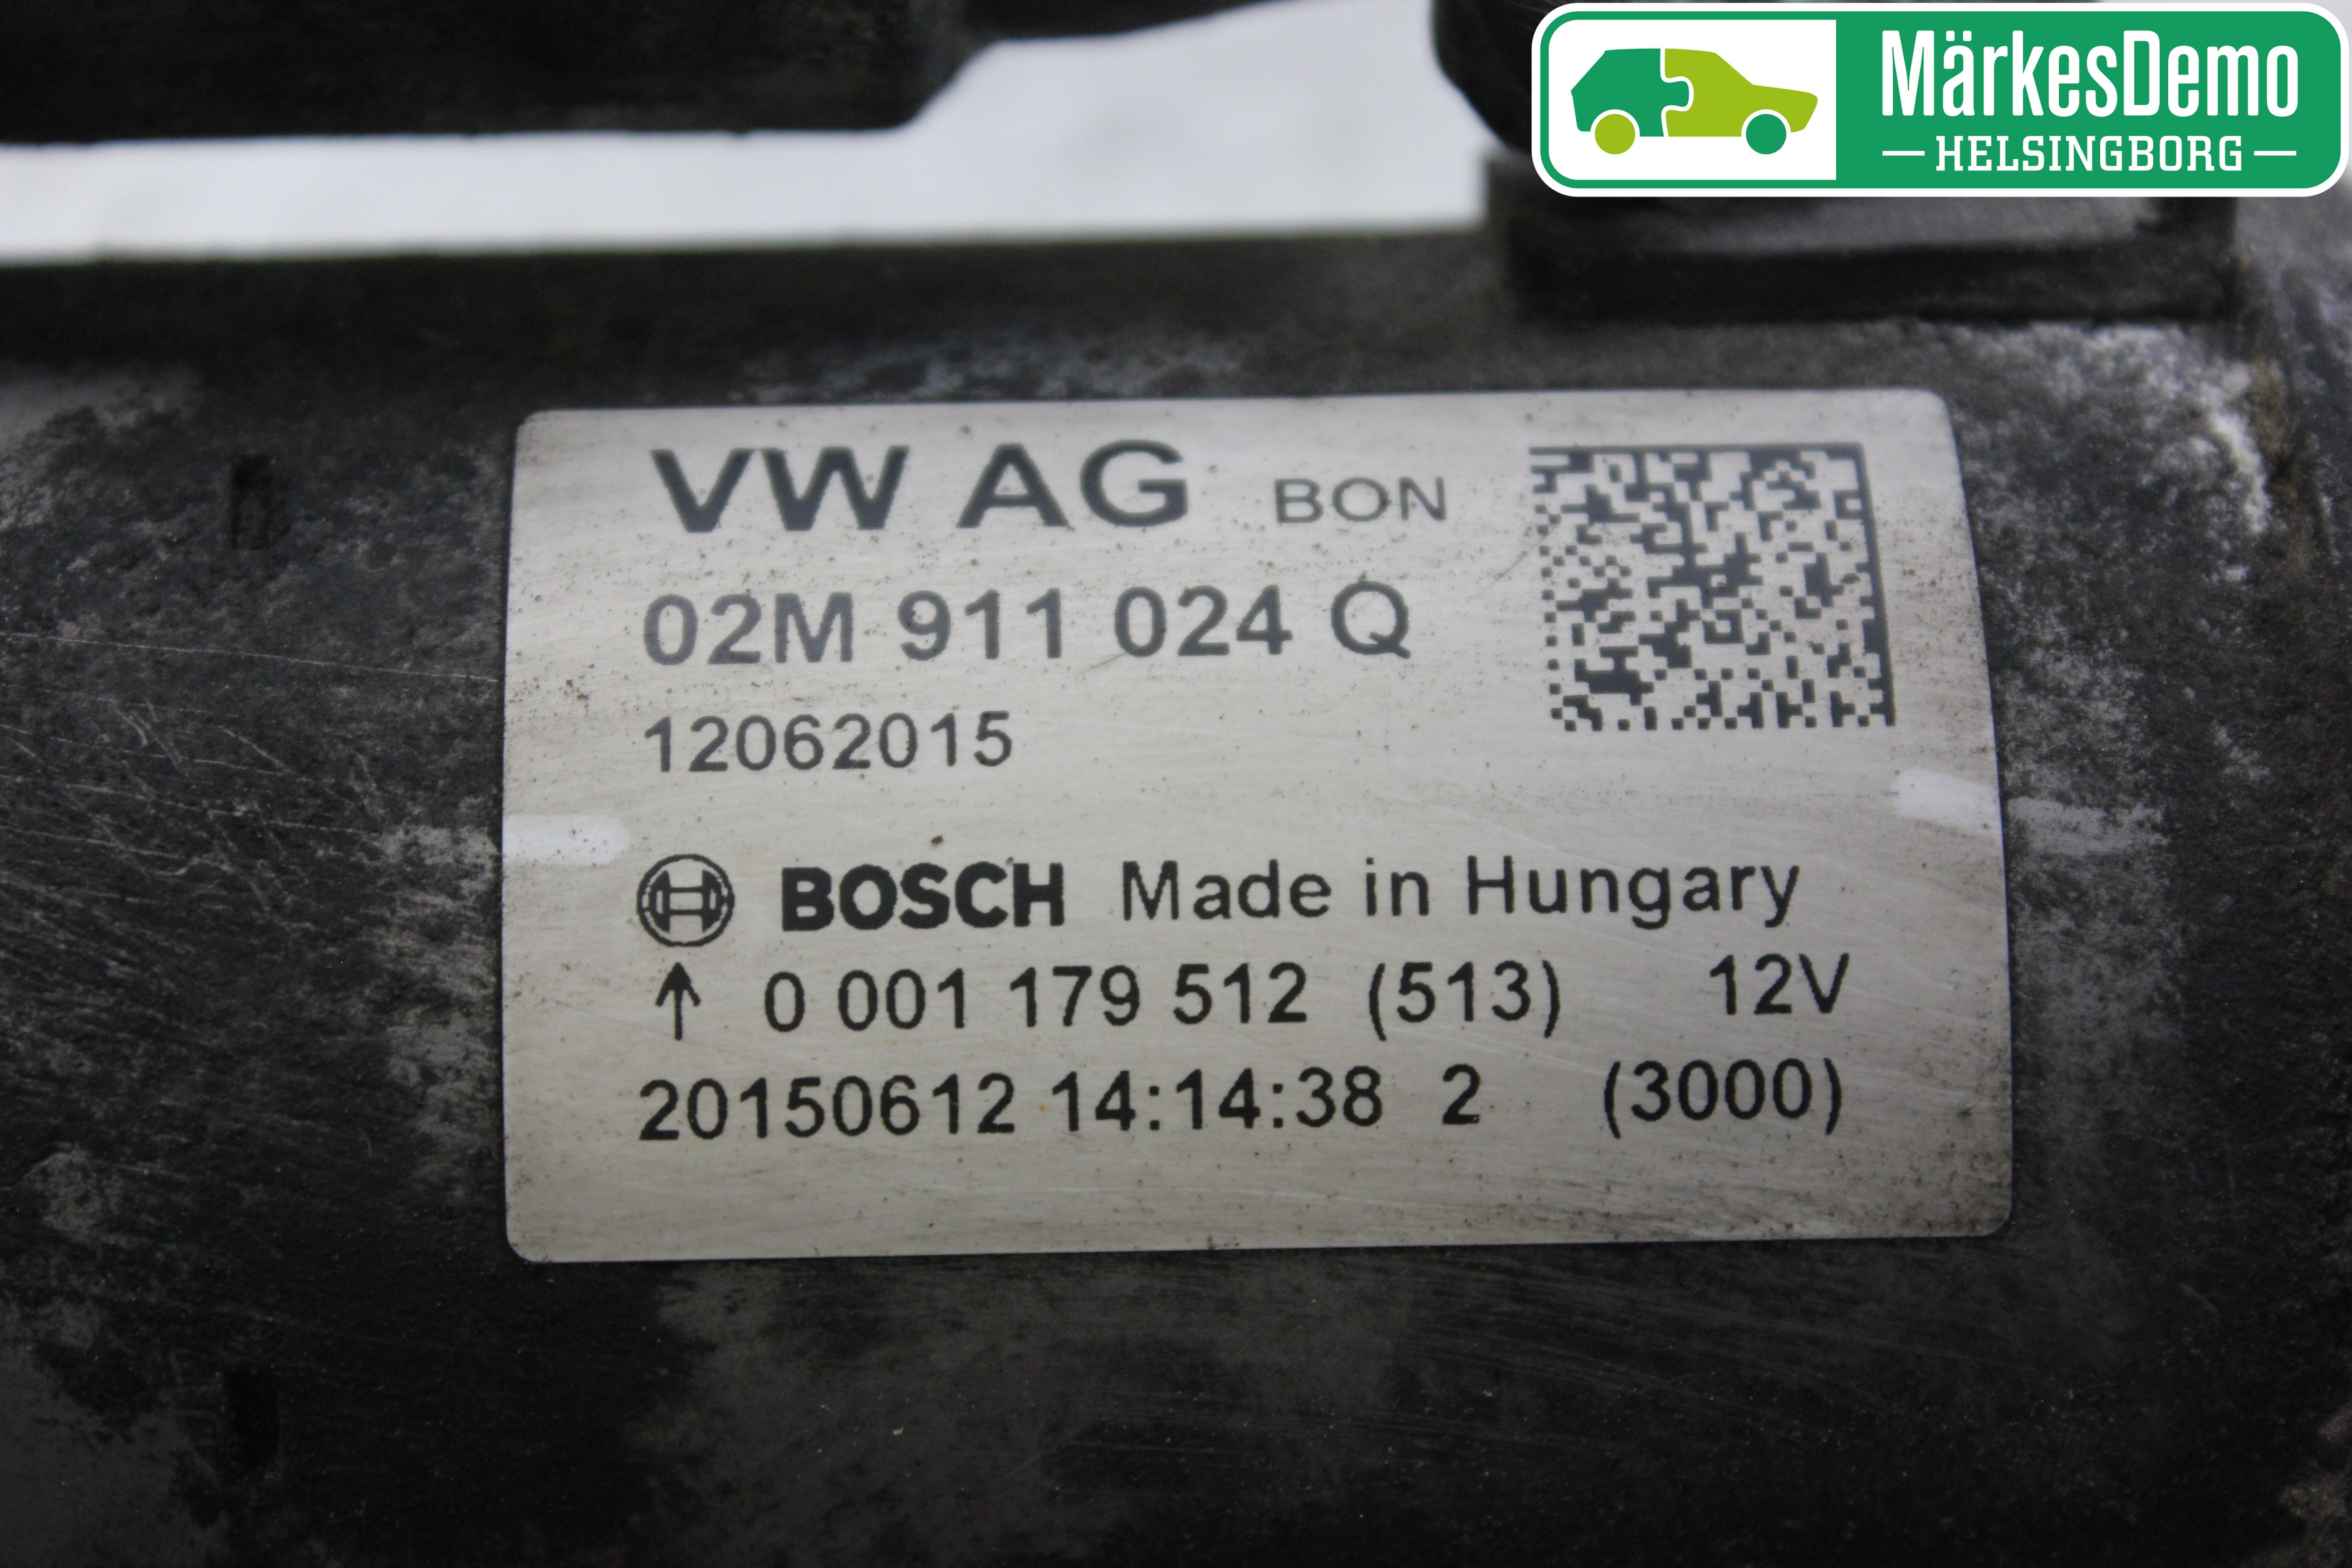 MärkesDemo
HELSINGBORG
VW AG BON
02M 911 024 Q
12062015
BOSCH Made in Hungary
↑ 0 001 179 512 (513) 12V
20150612 14:14:38 2 (3000)